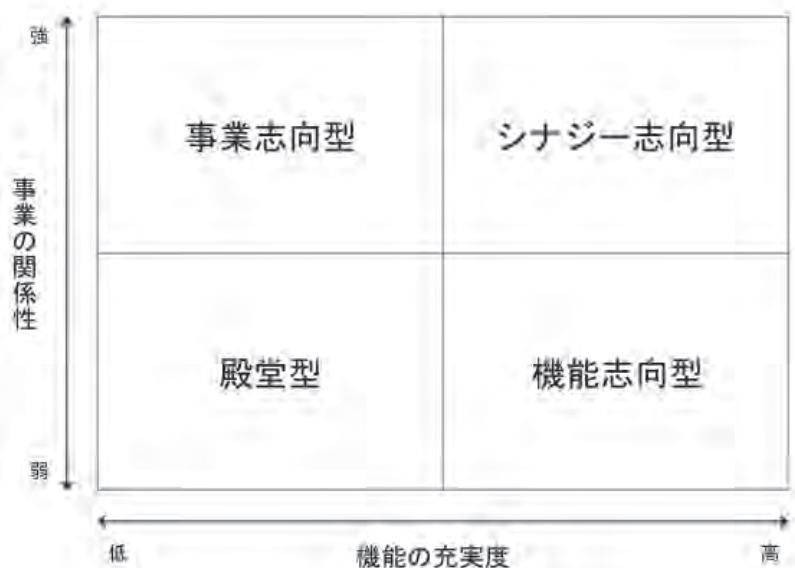 強
事業志向型
シナジー志向型
事業の関係性
殿堂型
機能志向型
弱
低
機能の充実度
高